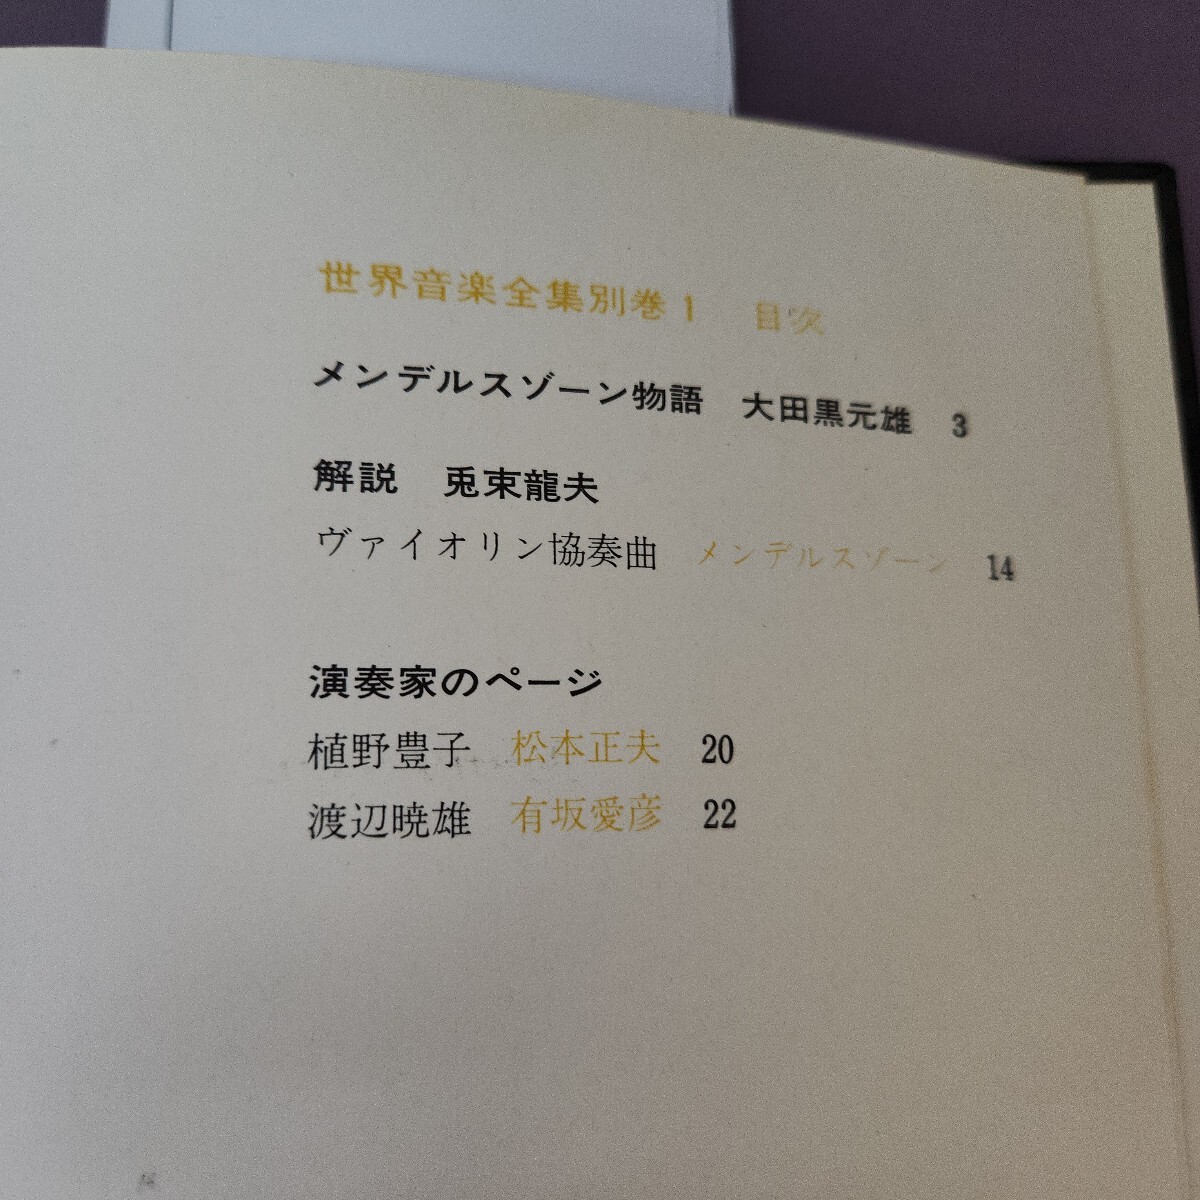 世界音楽全集別巻1 目次
メンデルスゾーン物語 大田黒元雄 3
解説 兎束龍夫
ヴァイオリン協奏曲 メンデルスゾーン 14
演奏家のページ
植野豊子 松本正夫 20
渡辺暁雄 有坂愛彦 22